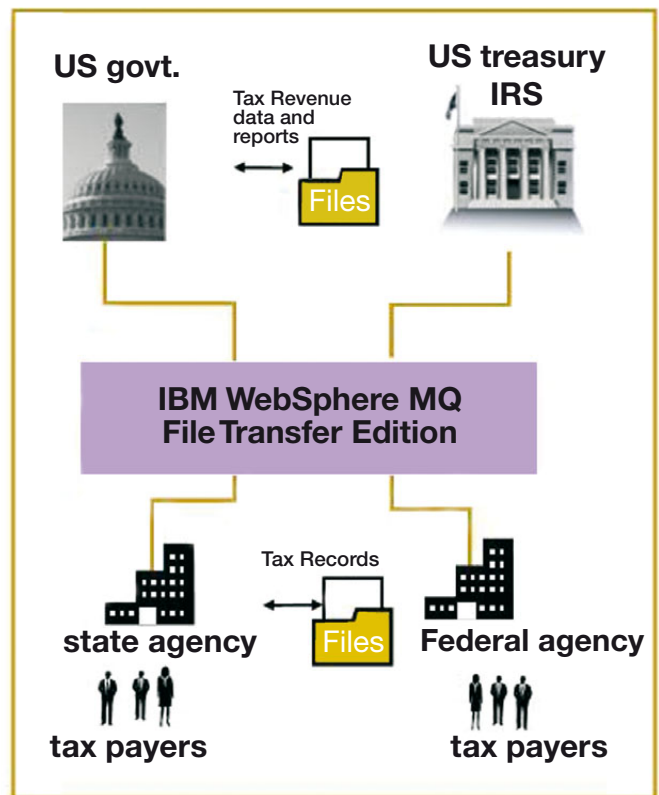 US govt.
US treasury
IRS
Tax Revenue
data and
reports
Files
IBM WebSphere MQ
File Transfer Edition
Tax Records
Files
state agency
Federal agency
tax payers
tax payers